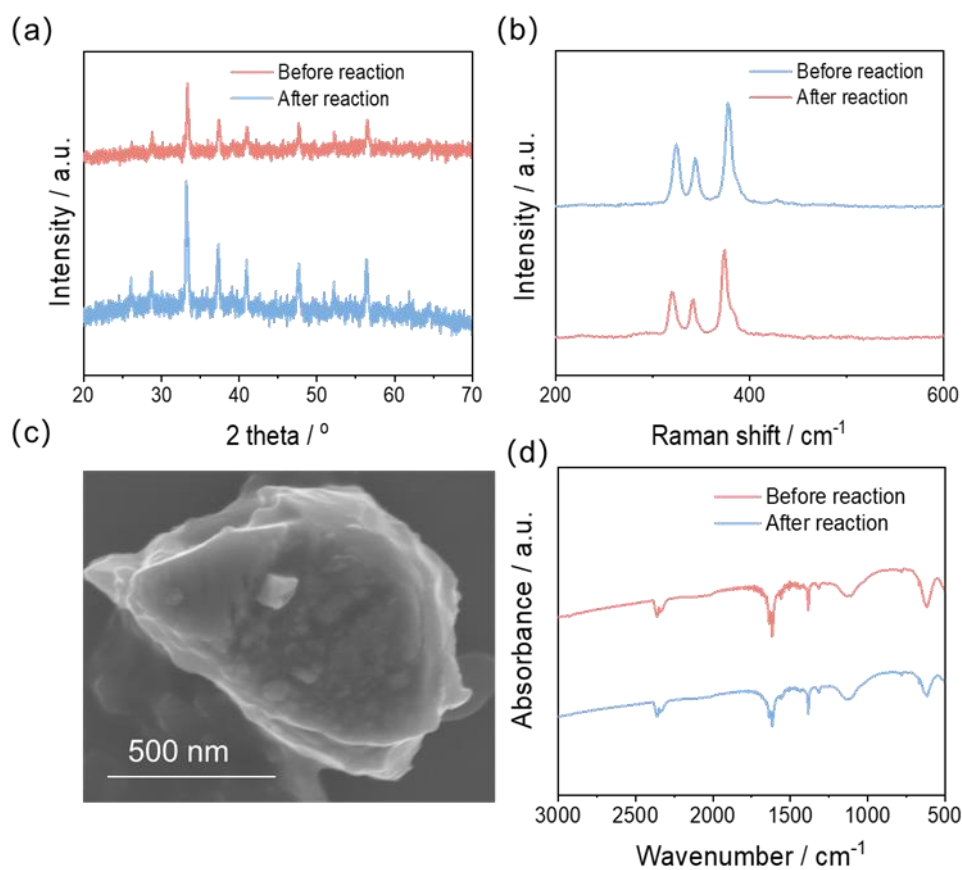 (a)
Before reaction
After reaction
Intensity / a.u.
20 30 40 50 60 70
2 theta / °
(b)
Before reaction
After reaction
Intensity / a.u.
200 400 600
Raman shift / cm⁻¹
(c)
500 nm
(d)
Before reaction
After reaction
Absorbance / a.u.
3000 2500 2000 1500 1000 500
Wavenumber / cm⁻¹